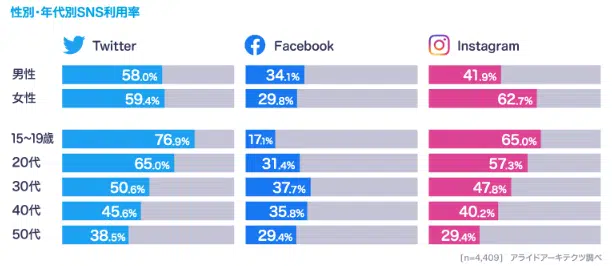 性別・年代別SNS利用率
Twitter Facebook Instagram
男性 58.0% 34.1% 41.9%
女性 59.4% 29.8% 62.7%
15~19歳 76.9% 17.1% 65.0%
20代 65.0% 31.4% 57.3%
30代 50.6% 37.7% 47.8%
40代 45.6% 35.8% 40.2%
50代 38.5% 29.4% 29.4%
[n=4,409] アライドアーキテクツ調べ